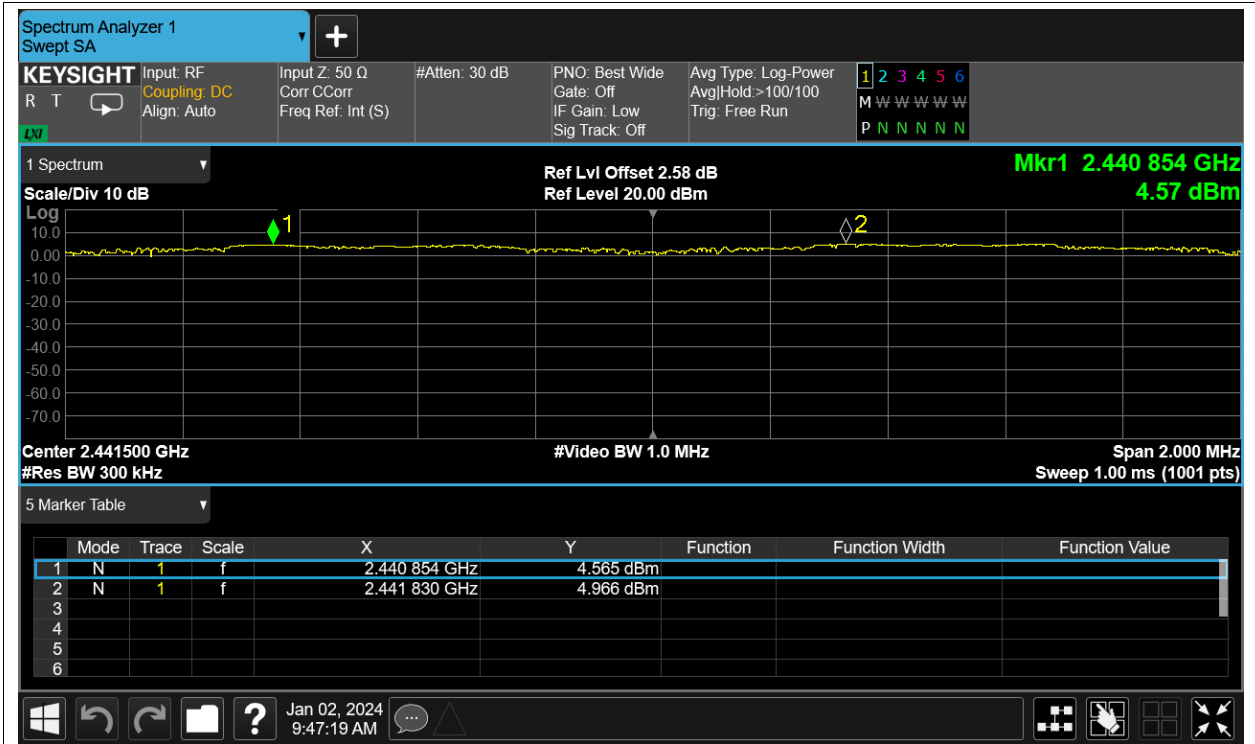 Spectrum Analyzer 1
Swept SA
+
KEYSIGHT
R T
LXI
Input: RF
Coupling: DC
Align: Auto
Input Z: 50 Ω
Corr CCorr
Freq Ref: Int (S)
#Atten: 30 dB
PNO: Best Wide
Gate: Off
IF Gain: Low
Sig Track: Off
Avg Type: Log-Power
Avg|Hold:>100/100
Trig: Free Run
1 2 3 4 5 6
M W W W W W
P N N N N N
1 Spectrum
Scale/Div 10 dB
Ref Lvl Offset 2.58 dB
Ref Level 20.00 dBm
Mkr1 2.440 854 GHz
4.57 dBm
Log
10.0
0.00
-10.0
-20.0
-30.0
-40.0
-50.0
-60.0
-70.0
1
2
Center 2.441500 GHz
#Res BW 300 kHz
#Video BW 1.0 MHz
Span 2.000 MHz
Sweep 1.00 ms (1001 pts)
5 Marker Table
Mode Trace Scale X Y Function Function Width Function Value
1 N 1 f 2.440 854 GHz 4.565 dBm
2 N 1 f 2.441 830 GHz 4.966 dBm
3
4
5
6
?
Jan 02, 2024
9:47:19 AM